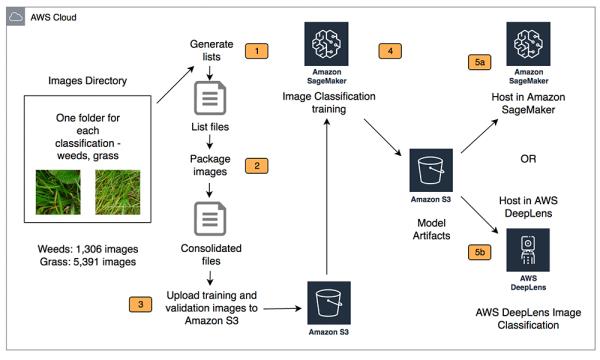 AWS Cloud
Images Directory
One folder for
each
classification -
weeds, grass
Weeds: 1,306 images
Grass: 5,391 images
Generate
lists
1
List files
Package
images
2
Consolidated
files
3
Upload training and
validation images to
Amazon S3
Amazon S3
Amazon
SageMaker
4
Image Classification
training
Amazon S3
Model
Artifacts
5a
Amazon
SageMaker
Host in Amazon
SageMaker
OR
Host in AWS
DeepLens
5b
AWS
DeepLens
AWS DeepLens Image
Classification